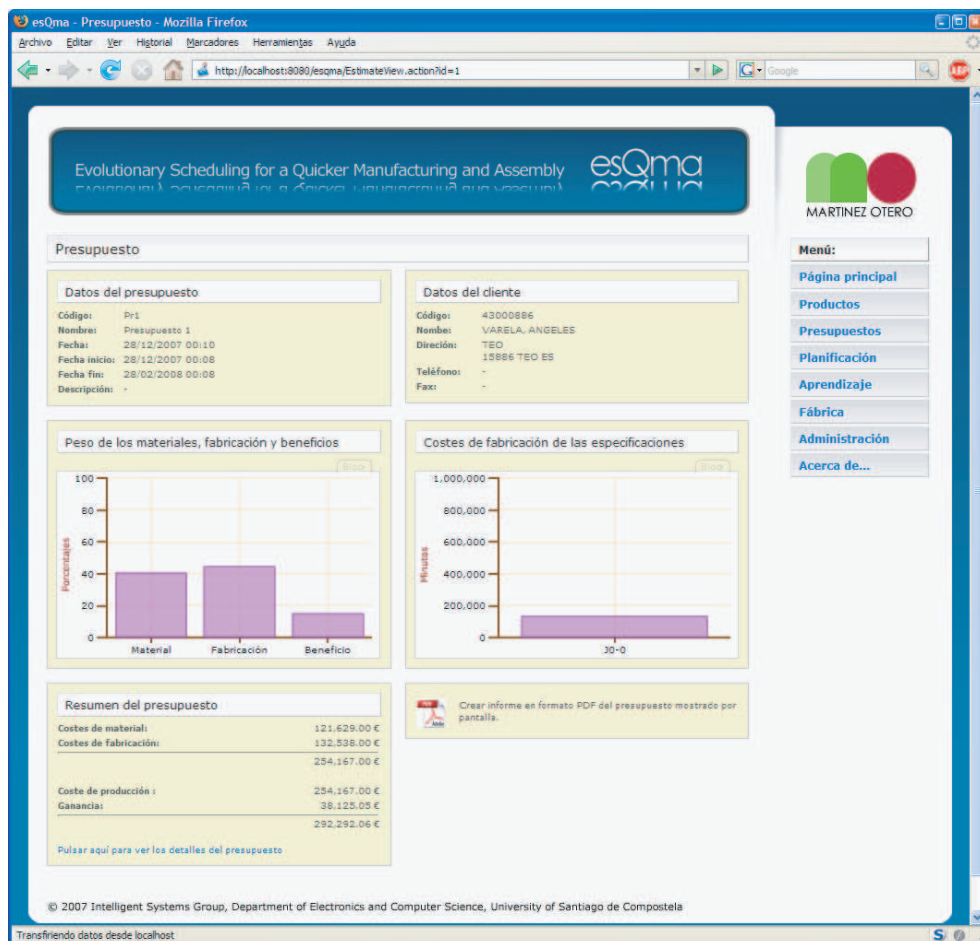 esQma - Presupuesto - Mozilla Firefox
Archivo Editar Ver Historial Marcadores Herramientas Ayuda
http://localhost:8080/esqma/EstimateView.action?id=1
Google
ABP
Evolutionary Scheduling for a Quicker Manufacturing and Assembly esQma
MARTINEZ OTERO
Presupuesto
Menú:
Página principal
Productos
Presupuestos
Planificación
Aprendizaje
Fábrica
Administración
Acerca de...
Datos del presupuesto
Código: Pr1
Nombre: Presupuesto 1
Fecha: 28/12/2007 00:10
Fecha inicio: 28/12/2007 00:08
Fecha fin: 28/02/2008 00:08
Descripción: -
Datos del cliente
Código: 43000886
Nombe: VARELA, ANGELES
Direción: TEO
15886 TEO ES
Teléfono: -
Fax: -
Peso de los materiales, fabricación y beneficios
Bloq
Porcentajes
100
80
60
40
20
0
Material Fabricación Beneficio
Costes de fabricación de las especificaciones
Bloq
Minutos
1,000,000
800,000
600,000
400,000
200,000
0
J0-0
Resumen del presupuesto
Costes de material: 121,629.00 €
Costes de fabricación: 132,538.00 €
254,167.00 €
Coste de producción : 254,167.00 €
Ganancia: 38,125.05 €
292,292.06 €
Pulsar aquí para ver los detalles del presupuesto
Crear informe en formato PDF del presupuesto mostrado por
pantalla.
© 2007 Intelligent Systems Group, Department of Electronics and Computer Science, University of Santiago de Compostela
Transfiriendo datos desde localhost